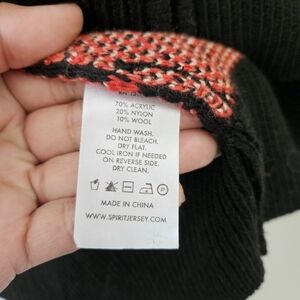 70% ACRYLIC
20% NYLON
10% WOOL
HAND WASH.
DO NOT BLEACH.
DRY FLAT.
COOL IRON IF NEEDED
ON REVERSE SIDE.
DRY CLEAN.
P
MADE IN CHINA
WWW.SPIRITJERSEY.COM